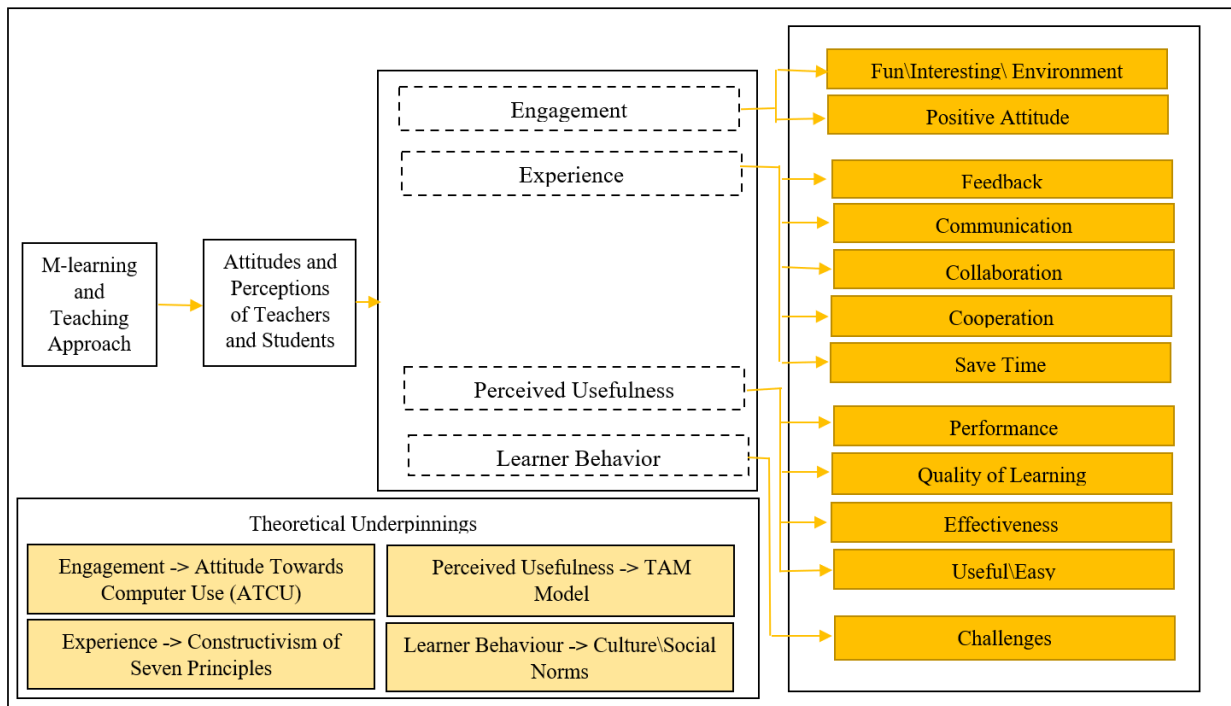 M-learning
and
Teaching
Approach
Attitudes and
Perceptions
of Teachers
and Students
Engagement
Experience
Perceived Usefulness
Learner Behavior
Fun\Interesting\ Environment
Positive Attitude
Feedback
Communication
Collaboration
Cooperation
Save Time
Performance
Quality of Learning
Effectiveness
Useful\Easy
Challenges
Theoretical Underpinnings
Engagement -> Attitude Towards
Computer Use (ATCU)
Perceived Usefulness -> TAM
Model
Experience -> Constructivism of
Seven Principles
Learner Behaviour -> Culture\Social
Norms